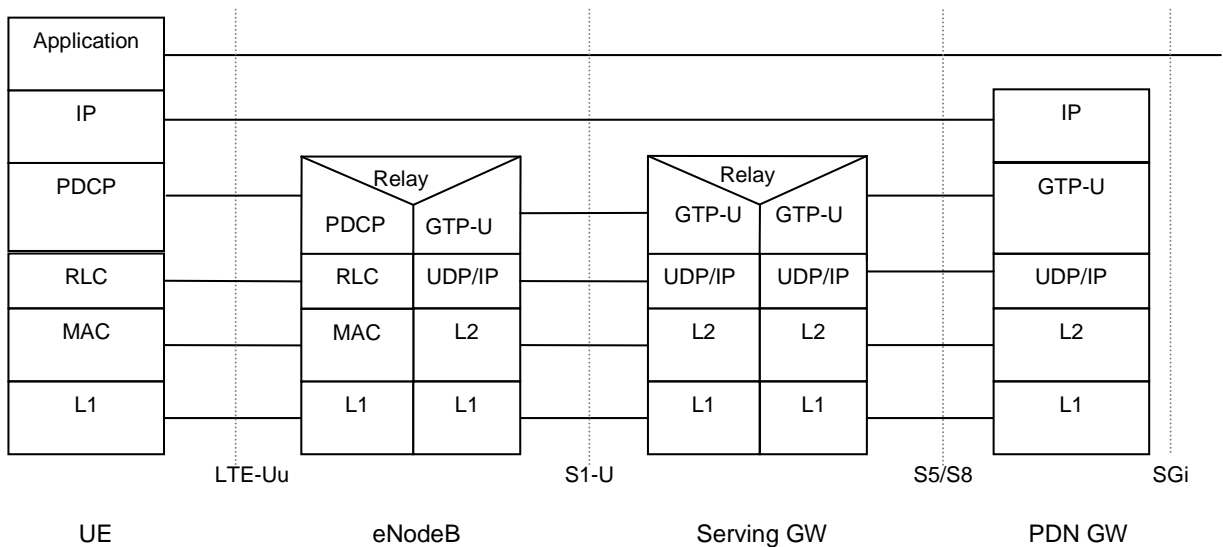 Application
IP
IP
Relay
Relay
PDCP
GTP-U
PDCP
GTP-U
GTP-U
GTP-U
RLC
RLC
UDP/IP
UDP/IP
UDP/IP
UDP/IP
MAC
MAC
L2
L2
L2
L2
L1
L1
L1
L1
L1
L1
LTE-Uu
S1-U
S5/S8
SGi
UE
eNodeB
Serving GW
PDN GW